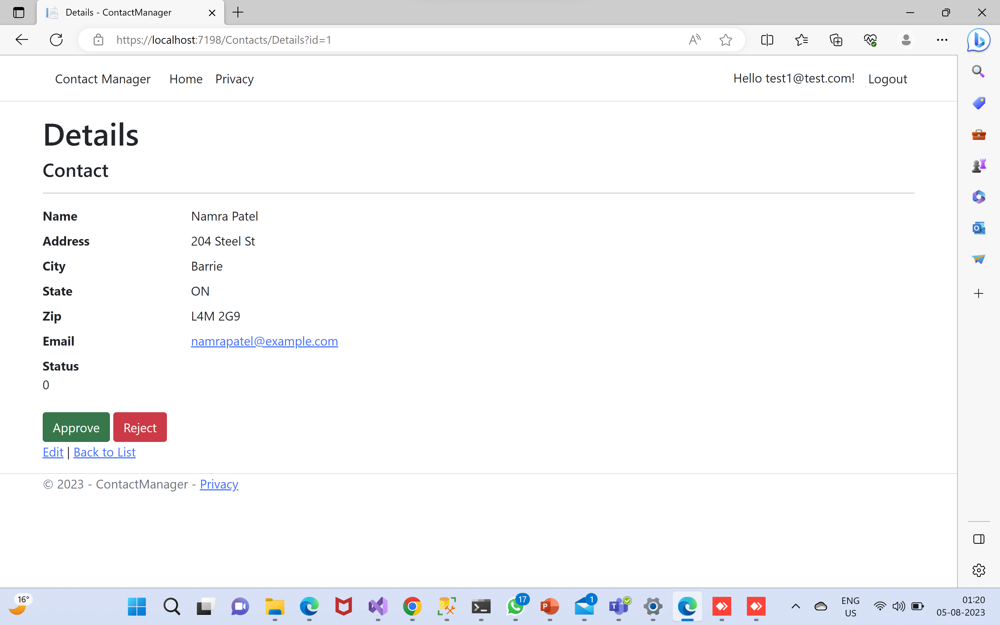 Details - ContactManager
https://localhost:7198/Contacts/Details?id=1
Contact Manager Home Privacy Hello test1@test.com! Logout
Details
Contact
Name Namra Patel
Address 204 Steel St
City Barrie
State ON
Zip L4M 2G9
Email namrapatel@example.com
Status
0
Approve Reject
Edit | Back to List
© 2023 - ContactManager - Privacy
16°
17
1
ENG
US
01:20
05-08-2023